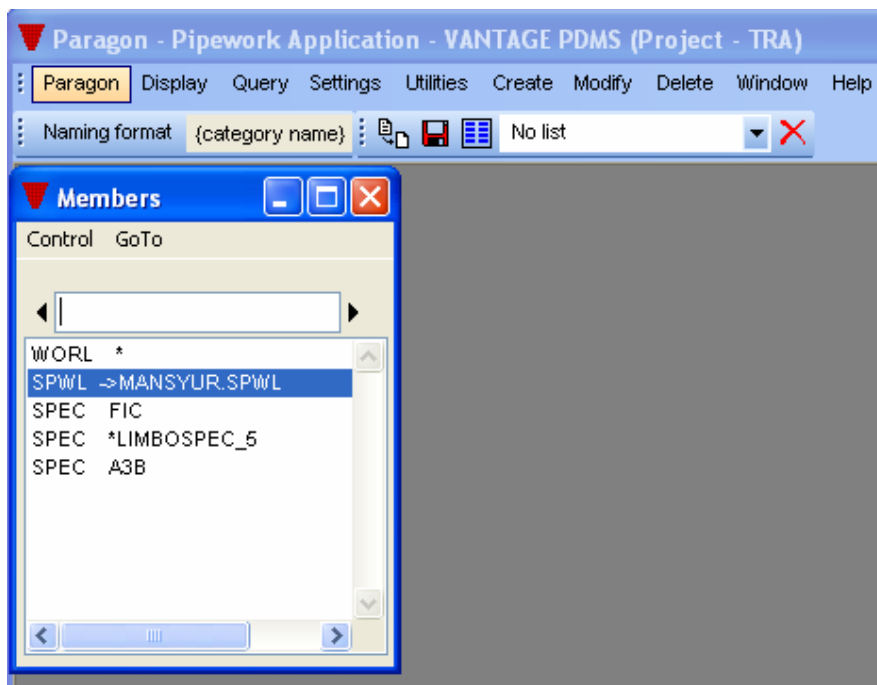 Paragon - Pipework Application - VANTAGE PDMS (Project - TRA)
Paragon Display Query Settings Utilities Create Modify Delete Window Help
Naming format {category name} No list
Members
Control GoTo
WORL *
SPWL ->MANSYUR.SPWL
SPEC FIC
SPEC *LIMBOSPEC_5
SPEC A3B